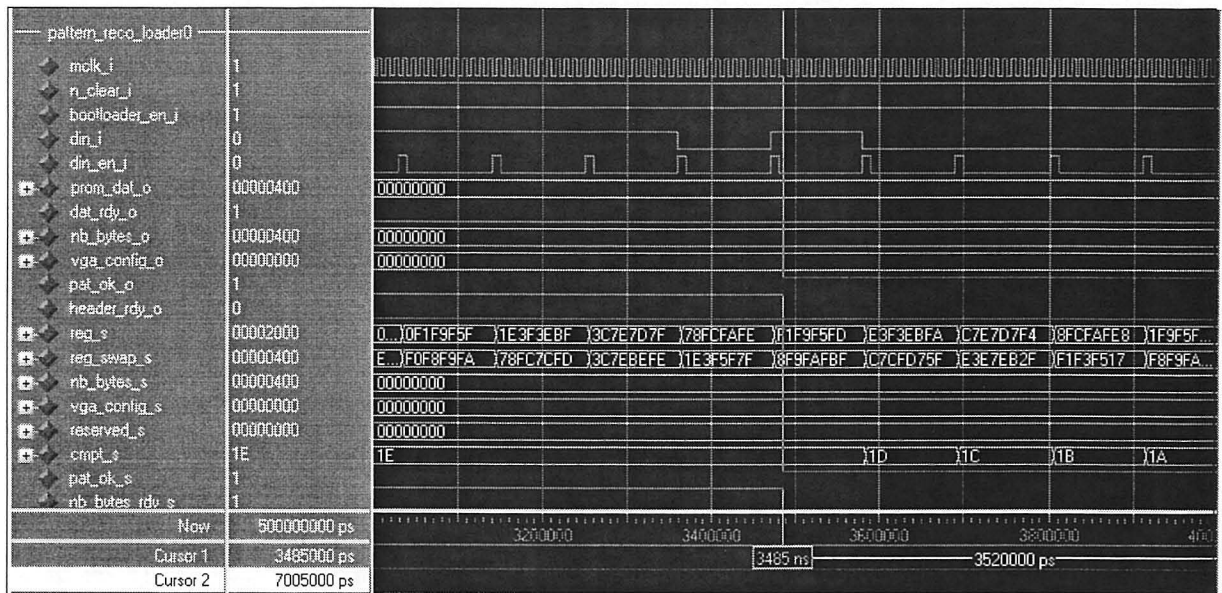 pattern_reco_loader0
mclk_i 1
n_clear_i 1
bootloader_en_i 1
din_i 0
din_en_i 0
prom_dat_o 00000400 00000000
dat_rdy_o 1
nb_bytes_o 00000400 00000000
vga_config_o 00000000 00000000
pat_ok_o 1
header_rdy_o 0
reg_s 00002000 0... 0F1F9F5F 1E3F3EBF 3C7E7D7F 78FCFAFE F1F9F5FD E3F3EBFA C7E7D7F4 8FCFAFE8 1F9F5F...
reg_swap_s 00000400 E... F0F8F9FA 78FC7CFD 3C7EBEFE 1E3F5F7F 8F9FAFBF C7CFD75F E3E7EB2F F1F3F517 F8F9FA...
nb_bytes_s 00000400 00000000
vga_config_s 00000000 00000000
reserved_s 00000000 00000000
cmpt_s 1E 1E 1D 1C 1B 1A
pat_ok_s 1
nb_bytes_rdy_s 1
Now 500000000 ps 3200000 3400000 3600000 3800000 400
Cursor 1 3485000 ps 3485 ns 3520000 ps
Cursor 2 7005000 ps